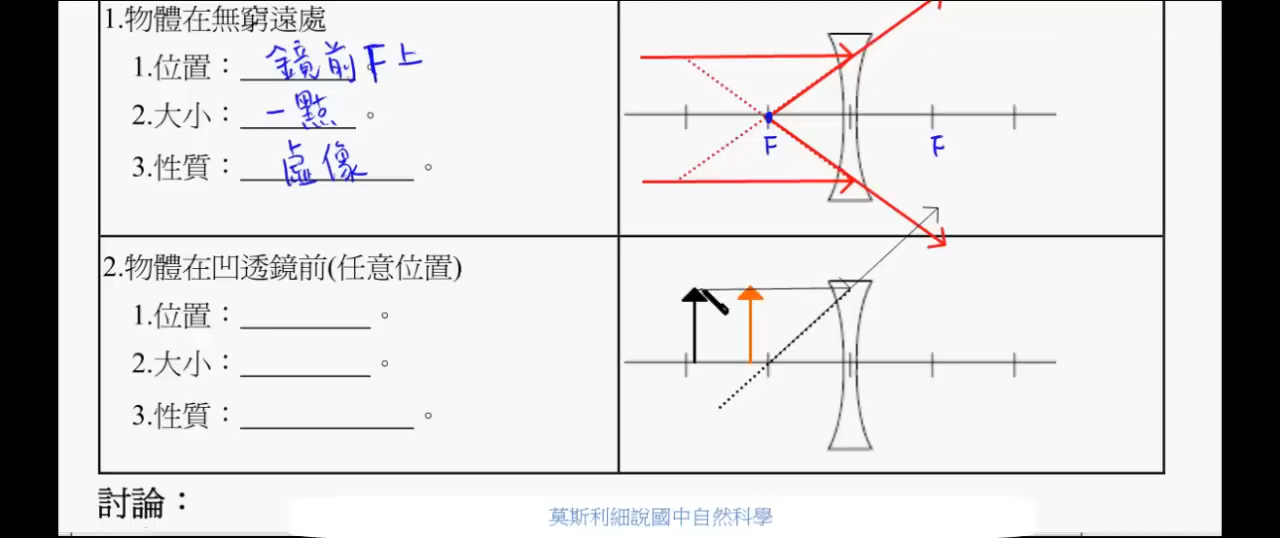 1.物體在無窮遠處
1.位置：鏡前F上
2.大小：一點。
3.性質：虛像。
F
F
2.物體在凹透鏡前(任意位置)
1.位置：________。
2.大小：________。
3.性質：________。
討論：
莫斯利細說國中自然科學